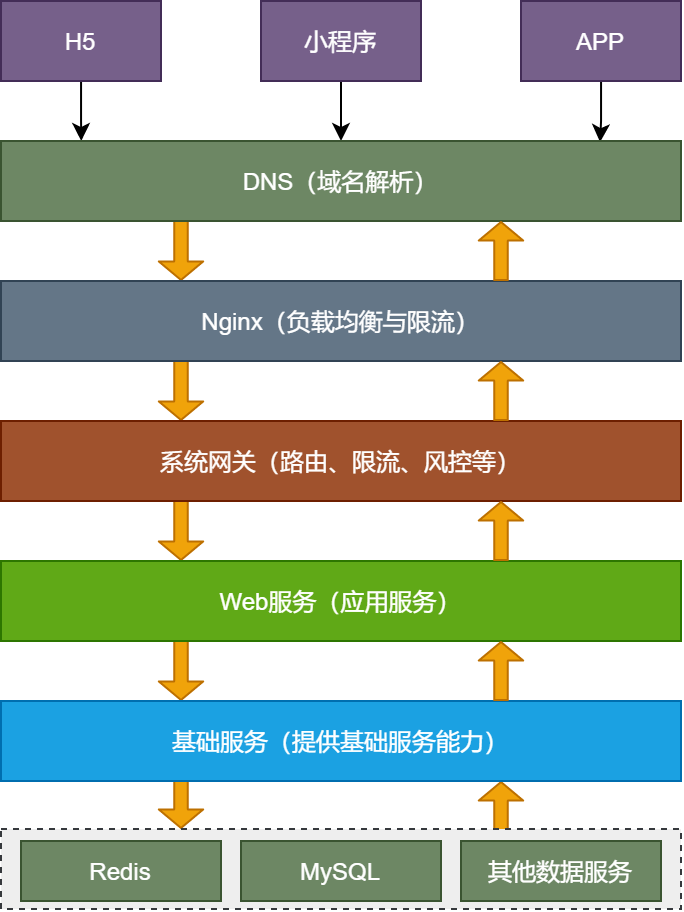 H5
小程序
APP
DNS（域名解析）
Nginx（负载均衡与限流）
系统网关（路由、限流、风控等）
Web服务（应用服务）
基础服务（提供基础服务能力）
Redis
MySQL
其他数据服务